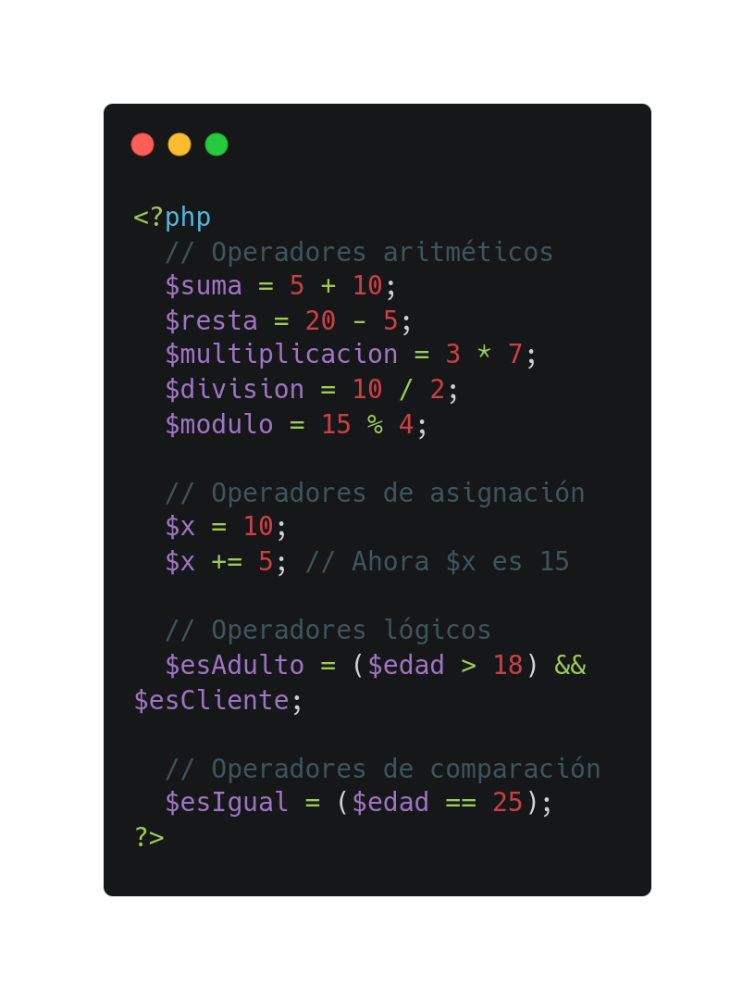 <?php
  // Operadores aritméticos
  $suma = 5 + 10;
  $resta = 20 - 5;
  $multiplicacion = 3 * 7;
  $division = 10 / 2;
  $modulo = 15 % 4;

  // Operadores de asignación
  $x = 10;
  $x += 5; // Ahora $x es 15

  // Operadores lógicos
  $esAdulto = ($edad > 18) &&
$esCliente;

  // Operadores de comparación
  $esIgual = ($edad == 25);
?>